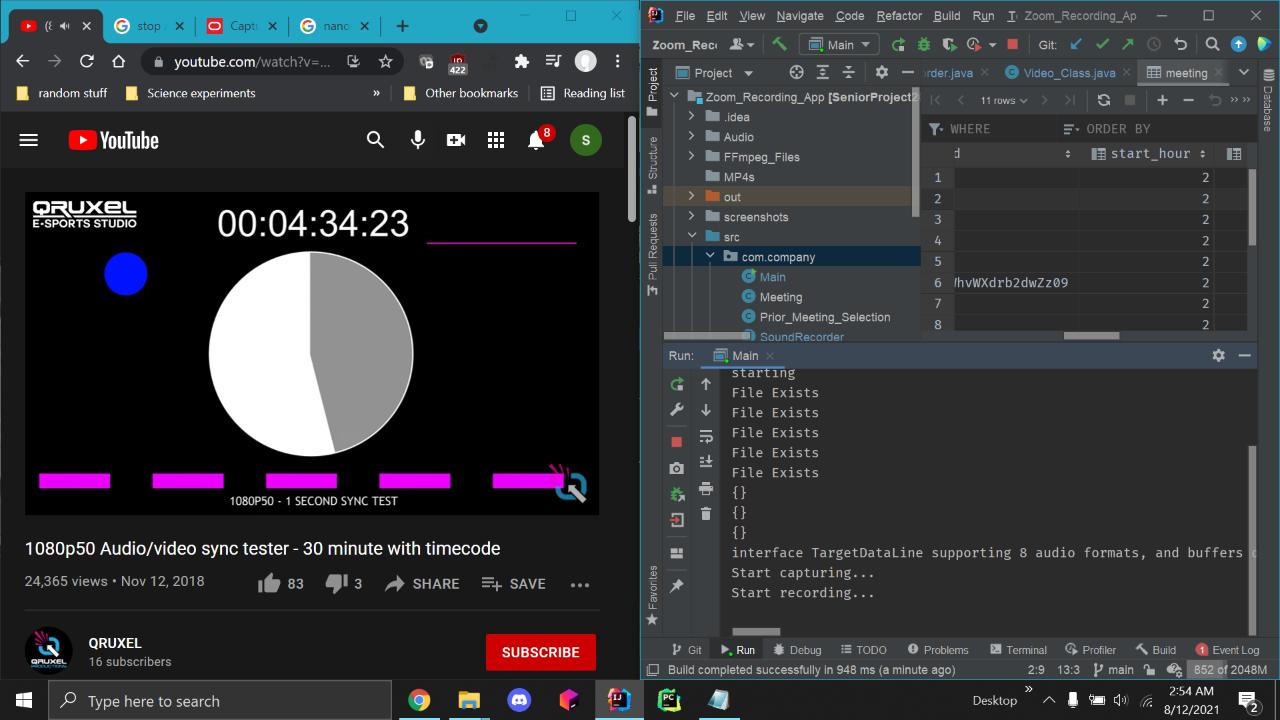 stop
Capt
nano
youtube.com/watch?v=...
422
random stuff
Science experiments
»
Other bookmarks
Reading list
YouTube
8
S
QRUXEL
E-SPORTS STUDIO
00:04:34:23
1080P50 - 1 SECOND SYNC TEST
1080p50 Audio/video sync tester - 30 minute with timecode
24,365 views • Nov 12, 2018
83
3
SHARE
SAVE
QRUXEL
16 subscribers
SUBSCRIBE
File Edit View Navigate Code Refactor Build Run T Zoom_Recording_Ap
Zoom_Reco
Main
Git:
Project
rder.java
Video_Class.java
meeting
Project
Structure
Pull Requests
Favorites
Database
Zoom_Recording_App [SeniorProject2
.idea
Audio
FFmpeg_Files
MP4s
out
screenshots
src
com.company
Main
Meeting
Prior_Meeting_Selection
SoundRecorder
11 rows
WHERE
ORDER BY
d
start_hour
1 2
2 2
3 2
4 2
5 2
6 WhvWXdrb2dwZz09 2
7 2
8 2
Run: Main
starting
File Exists
File Exists
File Exists
File Exists
File Exists
{}
{}
{}
interface TargetDataLine supporting 8 audio formats, and buffers o
Start capturing...
Start recording...
Git Run Debug TODO Problems Terminal Profiler Build 1 Event Log
Build completed successfully in 948 ms (a minute ago)
2:9 13:3 main 852 of 2048M
Type here to search
Desktop
»
2:54 AM
8/12/2021
2